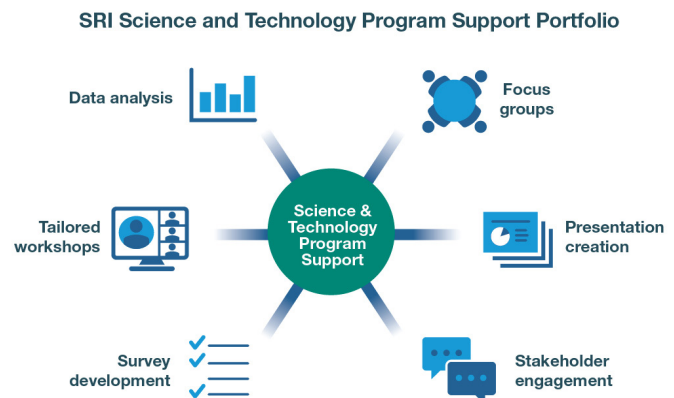 SRI Science and Technology Program Support Portfolio
Data analysis
Focus
groups
Science &
Technology
Program
Support
Tailored
workshops
Presentation
creation
Survey
development
Stakeholder
engagement